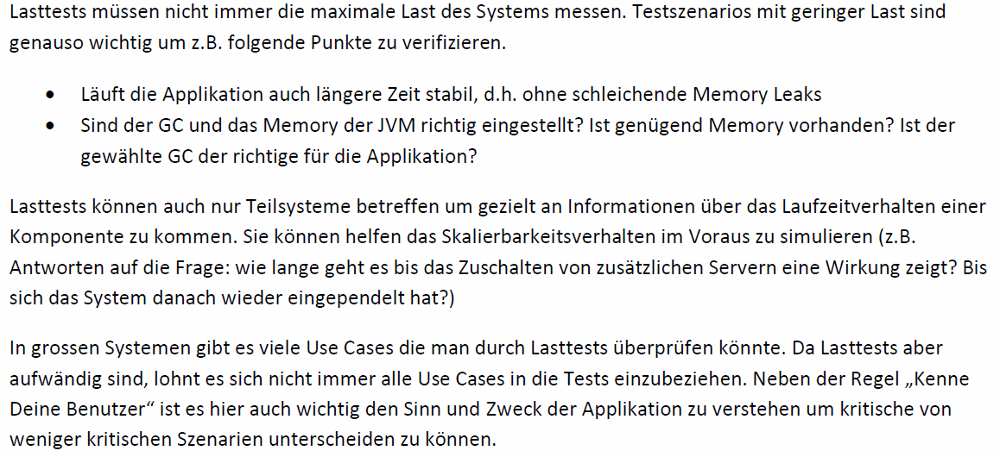 Lasttests müssen nicht immer die maximale Last des Systems messen. Testszenarios mit geringer Last sind
genauso wichtig um z.B. folgende Punkte zu verifizieren.
• Läuft die Applikation auch längere Zeit stabil, d.h. ohne schleichende Memory Leaks
• Sind der GC und das Memory der JVM richtig eingestellt? Ist genügend Memory vorhanden? Ist der
gewählte GC der richtige für die Applikation?
Lasttests können auch nur Teilsysteme betreffen um gezielt an Informationen über das Laufzeitverhalten einer
Komponente zu kommen. Sie können helfen das Skalierbarkeitsverhalten im Voraus zu simulieren (z.B.
Antworten auf die Frage: wie lange geht es bis das Zuschalten von zusätzlichen Servern eine Wirkung zeigt? Bis
sich das System danach wieder eingependelt hat?)
In grossen Systemen gibt es viele Use Cases die man durch Lasttests überprüfen könnte. Da Lasttests aber
aufwändig sind, lohnt es sich nicht immer alle Use Cases in die Tests einzubeziehen. Neben der Regel „Kenne
Deine Benutzer“ ist es hier auch wichtig den Sinn und Zweck der Applikation zu verstehen um kritische von
weniger kritischen Szenarien unterscheiden zu können.